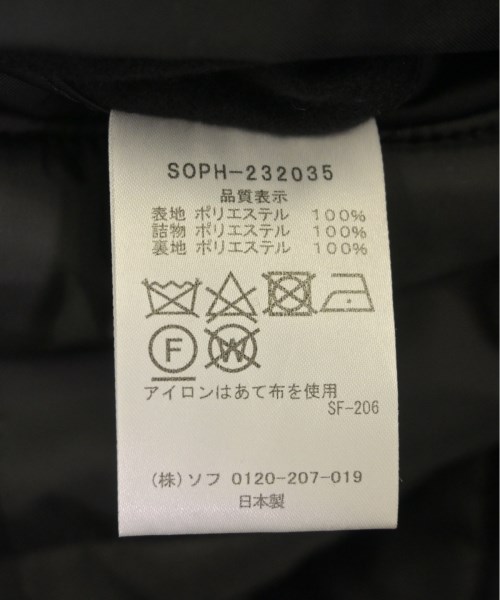 SOPH-232035
品質表示
表地 ポリエステル 100%
詰物 ポリエステル 100%
裏地 ポリエステル 100%
F W
アイロンはあて布を使用
SF-206
(株)ソフ 0120-207-019
日本製